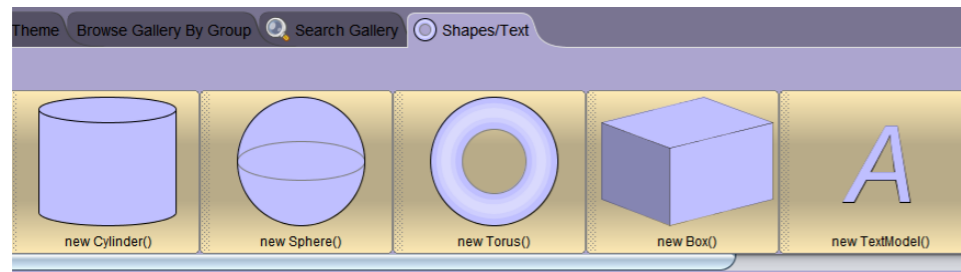 Theme Browse Gallery By Group Search Gallery Shapes/Text
new Cylinder() new Sphere() new Torus() new Box() A new TextModel()